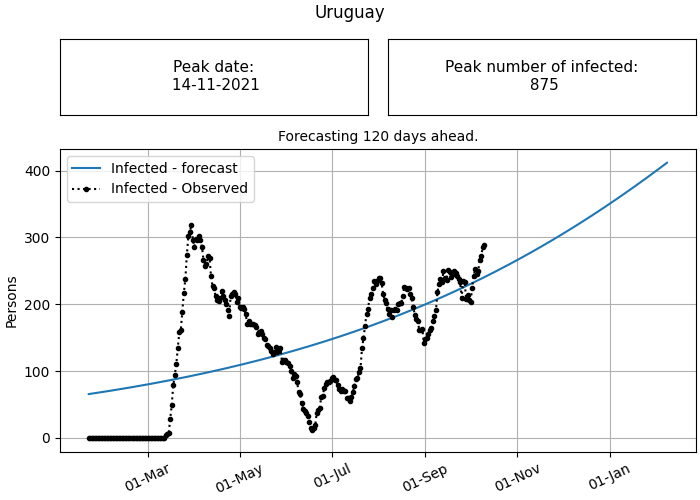 Uruguay
Peak date:
14-11-2021
Peak number of infected:
875
Forecasting 120 days ahead.
Infected - forecast
Infected - Observed
Persons
400
300
200
100
0
01-Mar
01-May
01-Jul
01-Sep
01-Nov
01-Jan